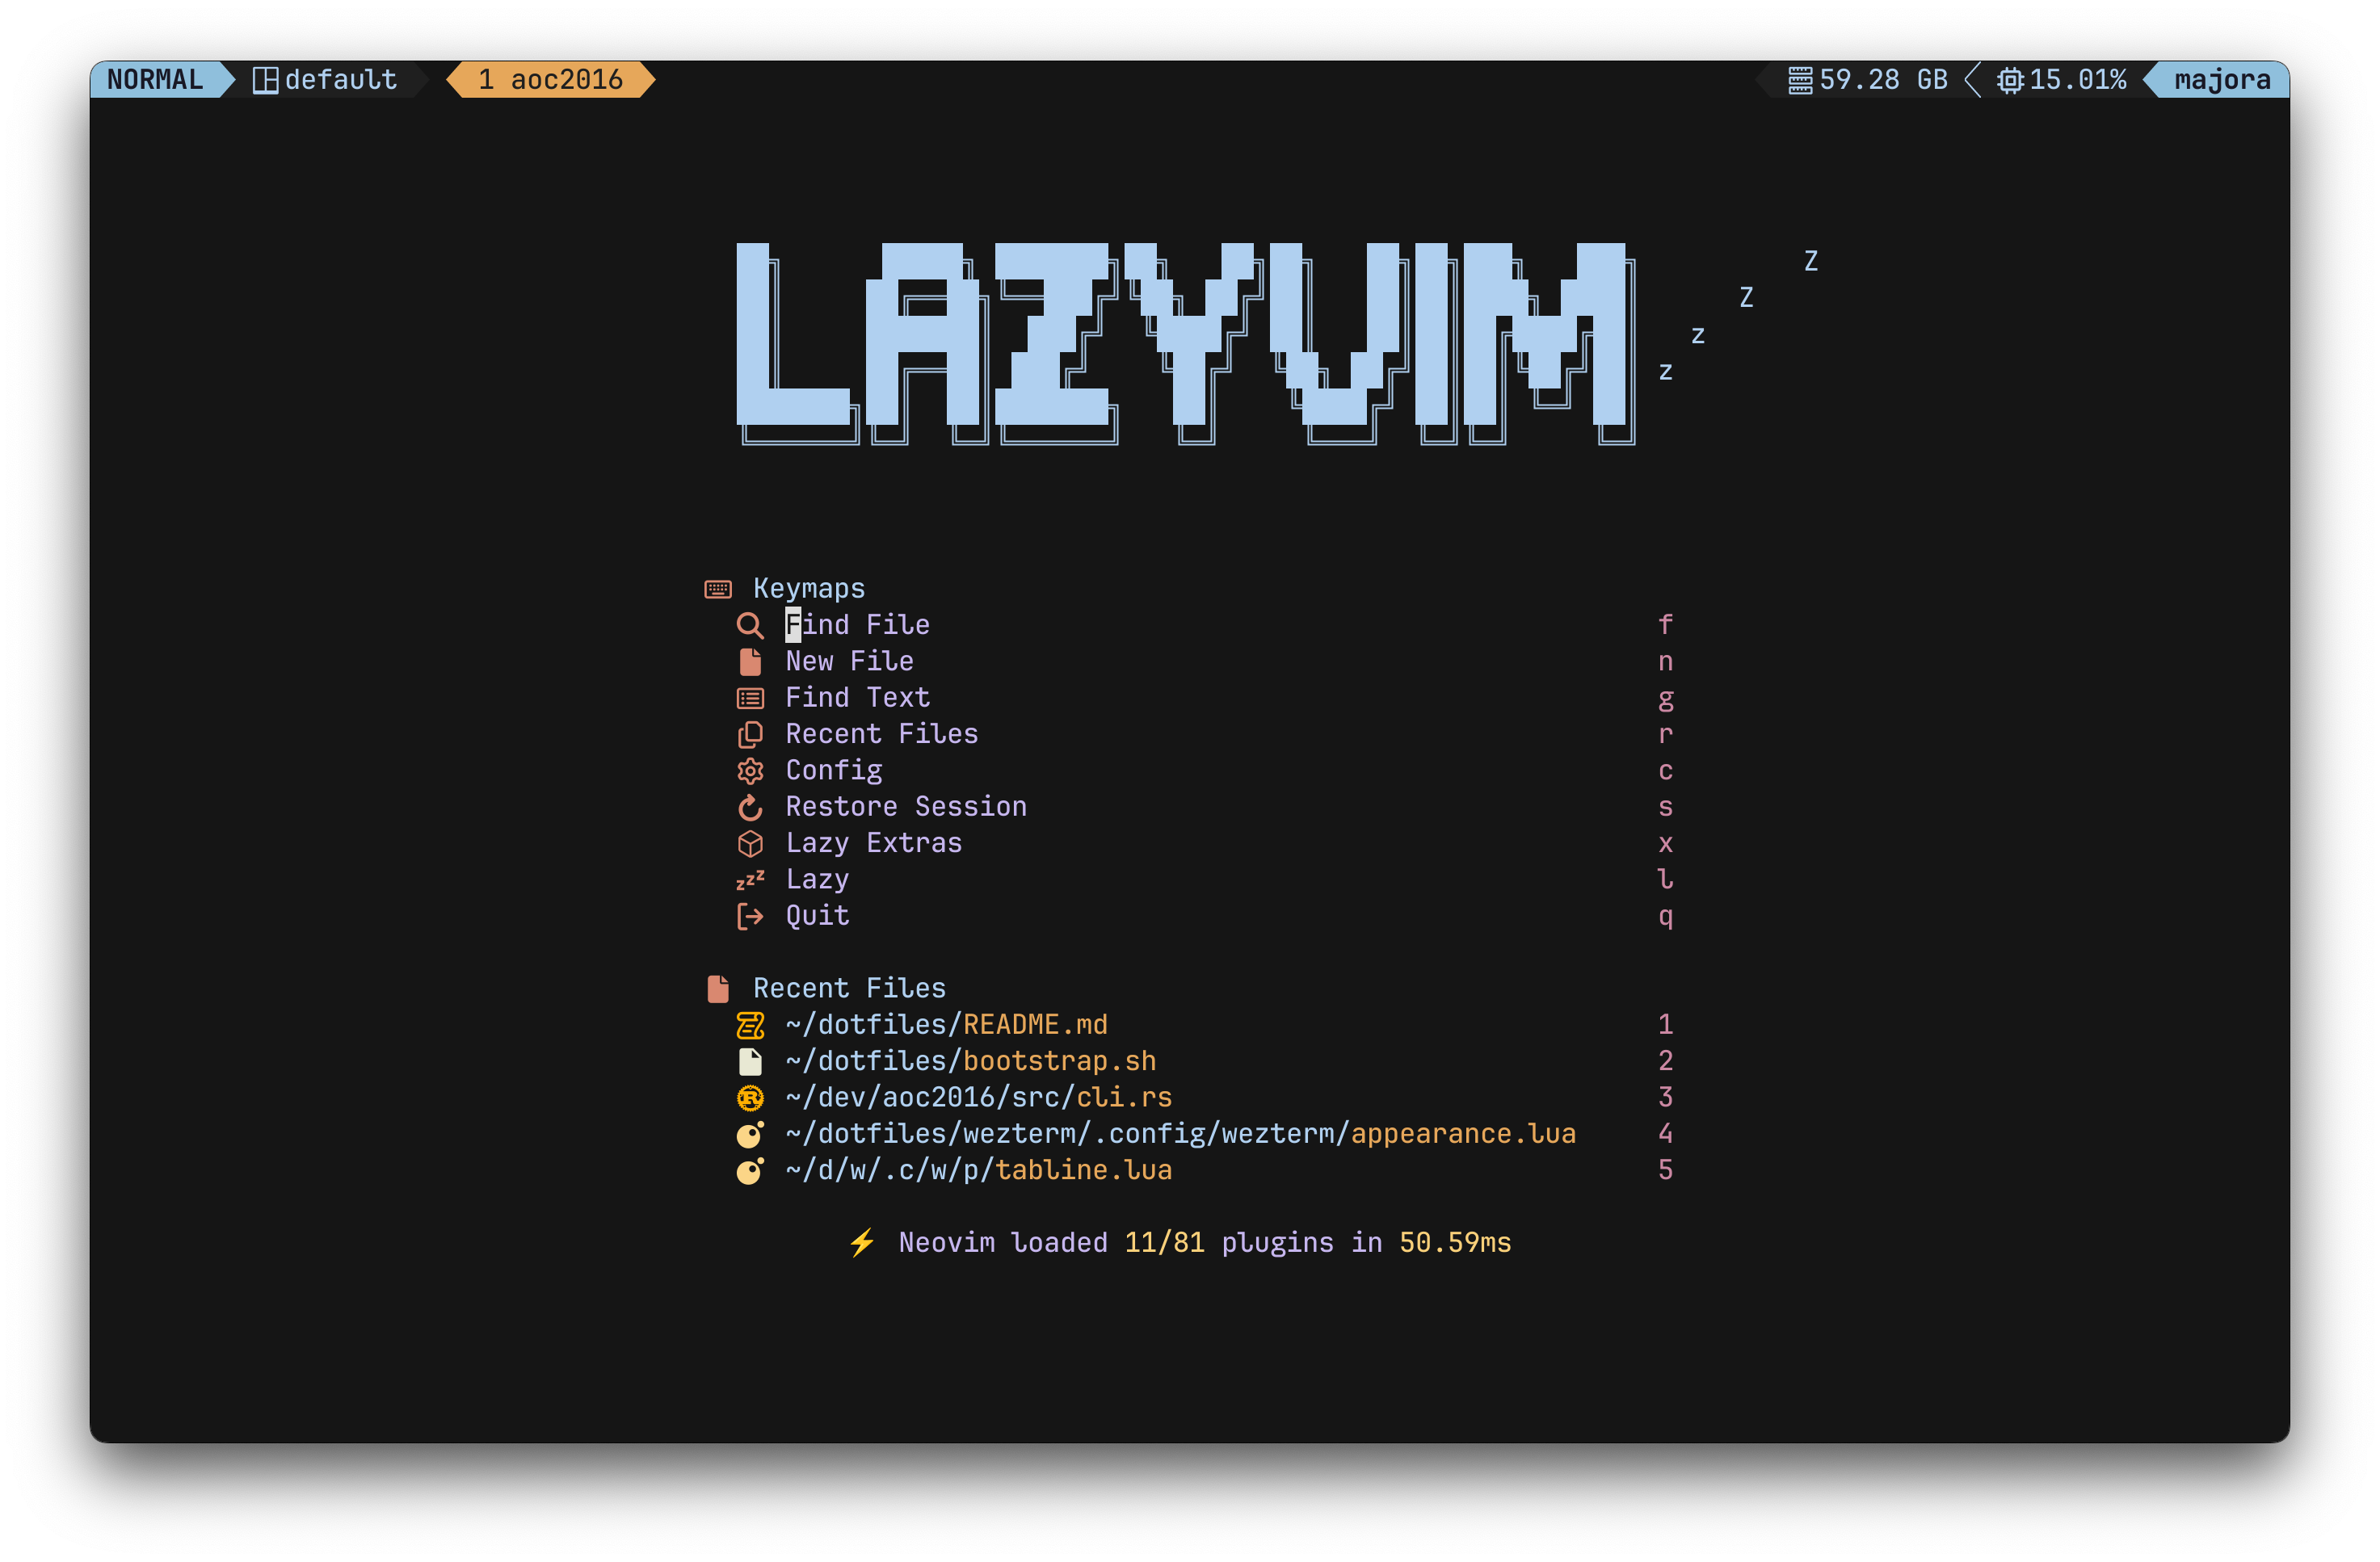 NORMAL default 1 aoc2016 59.28 GB 15.01% majora
LAZYVIM
Z
Z
z
z
Keymaps
Find File f
New File n
Find Text g
Recent Files r
Config c
Restore Session s
Lazy Extras x
zzz Lazy l
Quit q
Recent Files
~/dotfiles/README.md 1
~/dotfiles/bootstrap.sh 2
~/dev/aoc2016/src/cli.rs 3
~/dotfiles/wezterm/.config/wezterm/appearance.lua 4
~/d/w/.c/w/p/tabline.lua 5
⚡ Neovim loaded 11/81 plugins in 50.59ms